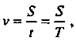 v = S/t = S/T ,